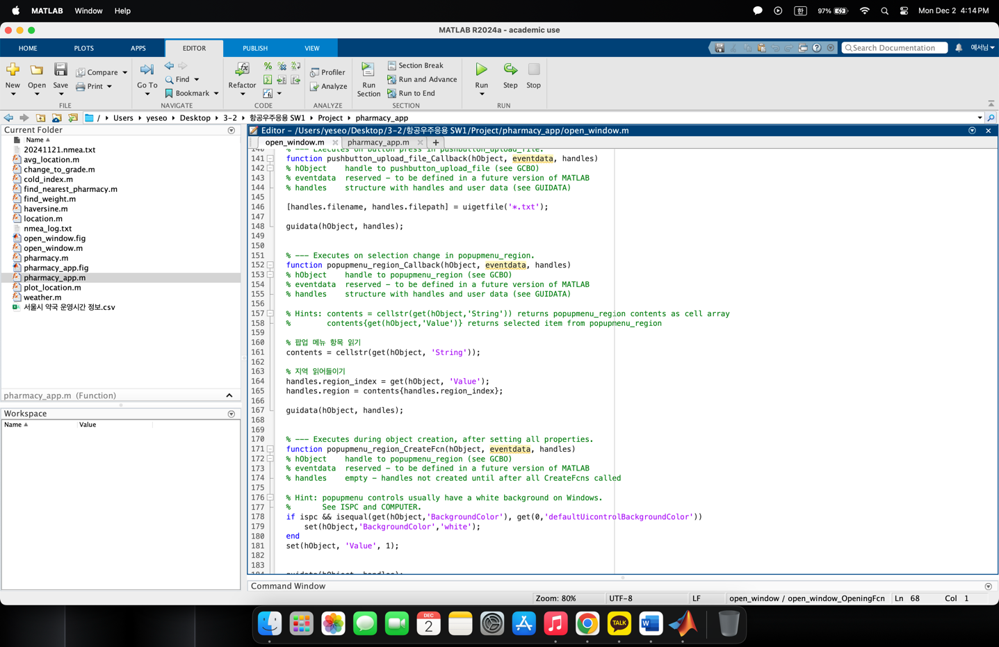 MATLAB Window Help
97% Mon Dec 2 4:14 PM
MATLAB R2024a - academic use
HOME PLOTS APPS EDITOR PUBLISH VIEW
Search Documentation
예서님
New Open Save Compare Print
FILE
Go To Find Bookmark
NAVIGATE
Refactor
CODE
Profiler
Analyze
ANALYZE
Run Section
Section Break
Run and Advance
Run to End
SECTION
Run Step Stop
RUN
/ Users yeseo Desktop 3-2 항공우주응용 SW1 Project pharmacy_app
Current Folder
Name
20241121.nmea.txt
avg_location.m
change_to_grade.m
cold_index.m
find_nearest_pharmacy.m
find_weight.m
haversine.m
location.m
nmea_log.txt
open_window.fig
open_window.m
pharmacy.m
pharmacy_app.fig
pharmacy_app.m
plot_location.m
weather.m
서울시 약국 운영시간 정보.csv
pharmacy_app.m (Function)
Workspace
Name Value
Editor - /Users/yeseo/Desktop/3-2/항공우주응용 SW1/Project/pharmacy_app/open_window.m
open_window.m pharmacy_app.m
140 % --- Executes on button press in pushbutton_upload_file.
141 function pushbutton_upload_file_Callback(hObject, eventdata, handles)
142 % hObject    handle to pushbutton_upload_file (see GCBO)
143 % eventdata  reserved - to be defined in a future version of MATLAB
144 % handles    structure with handles and user data (see GUIDATA)
145
146 [handles.filename, handles.filepath] = uigetfile('*.txt');
147
148 guidata(hObject, handles);
149
150
151 % --- Executes on selection change in popupmenu_region.
152 function popupmenu_region_Callback(hObject, eventdata, handles)
153 % hObject    handle to popupmenu_region (see GCBO)
154 % eventdata  reserved - to be defined in a future version of MATLAB
155 % handles    structure with handles and user data (see GUIDATA)
156
157 % Hints: contents = cellstr(get(hObject,'String')) returns popupmenu_region contents as cell array
158 %        contents{get(hObject,'Value')} returns selected item from popupmenu_region
159
160 % 팝업 메뉴 항목 읽기
161 contents = cellstr(get(hObject, 'String'));
162
163 % 지역 읽어들이기
164 handles.region_index = get(hObject, 'Value');
165 handles.region = contents{handles.region_index};
166
167 guidata(hObject, handles);
168
169
170 % --- Executes during object creation, after setting all properties.
171 function popupmenu_region_CreateFcn(hObject, eventdata, handles)
172 % hObject    handle to popupmenu_region (see GCBO)
173 % eventdata  reserved - to be defined in a future version of MATLAB
174 % handles    empty - handles not created until after all CreateFcns called
175
176 % Hint: popupmenu controls usually have a white background on Windows.
177 %       See ISPC and COMPUTER.
178 if ispc && isequal(get(hObject,'BackgroundColor'), get(0,'defaultUicontrolBackgroundColor'))
179     set(hObject,'BackgroundColor','white');
180 end
181 set(hObject, 'Value', 1);
182
183
184 guidata(hObject, handles);
Command Window
Zoom: 80% UTF-8 LF open_window / open_window_OpeningFcn Ln 68 Col 1
DEC
2
TALK
W